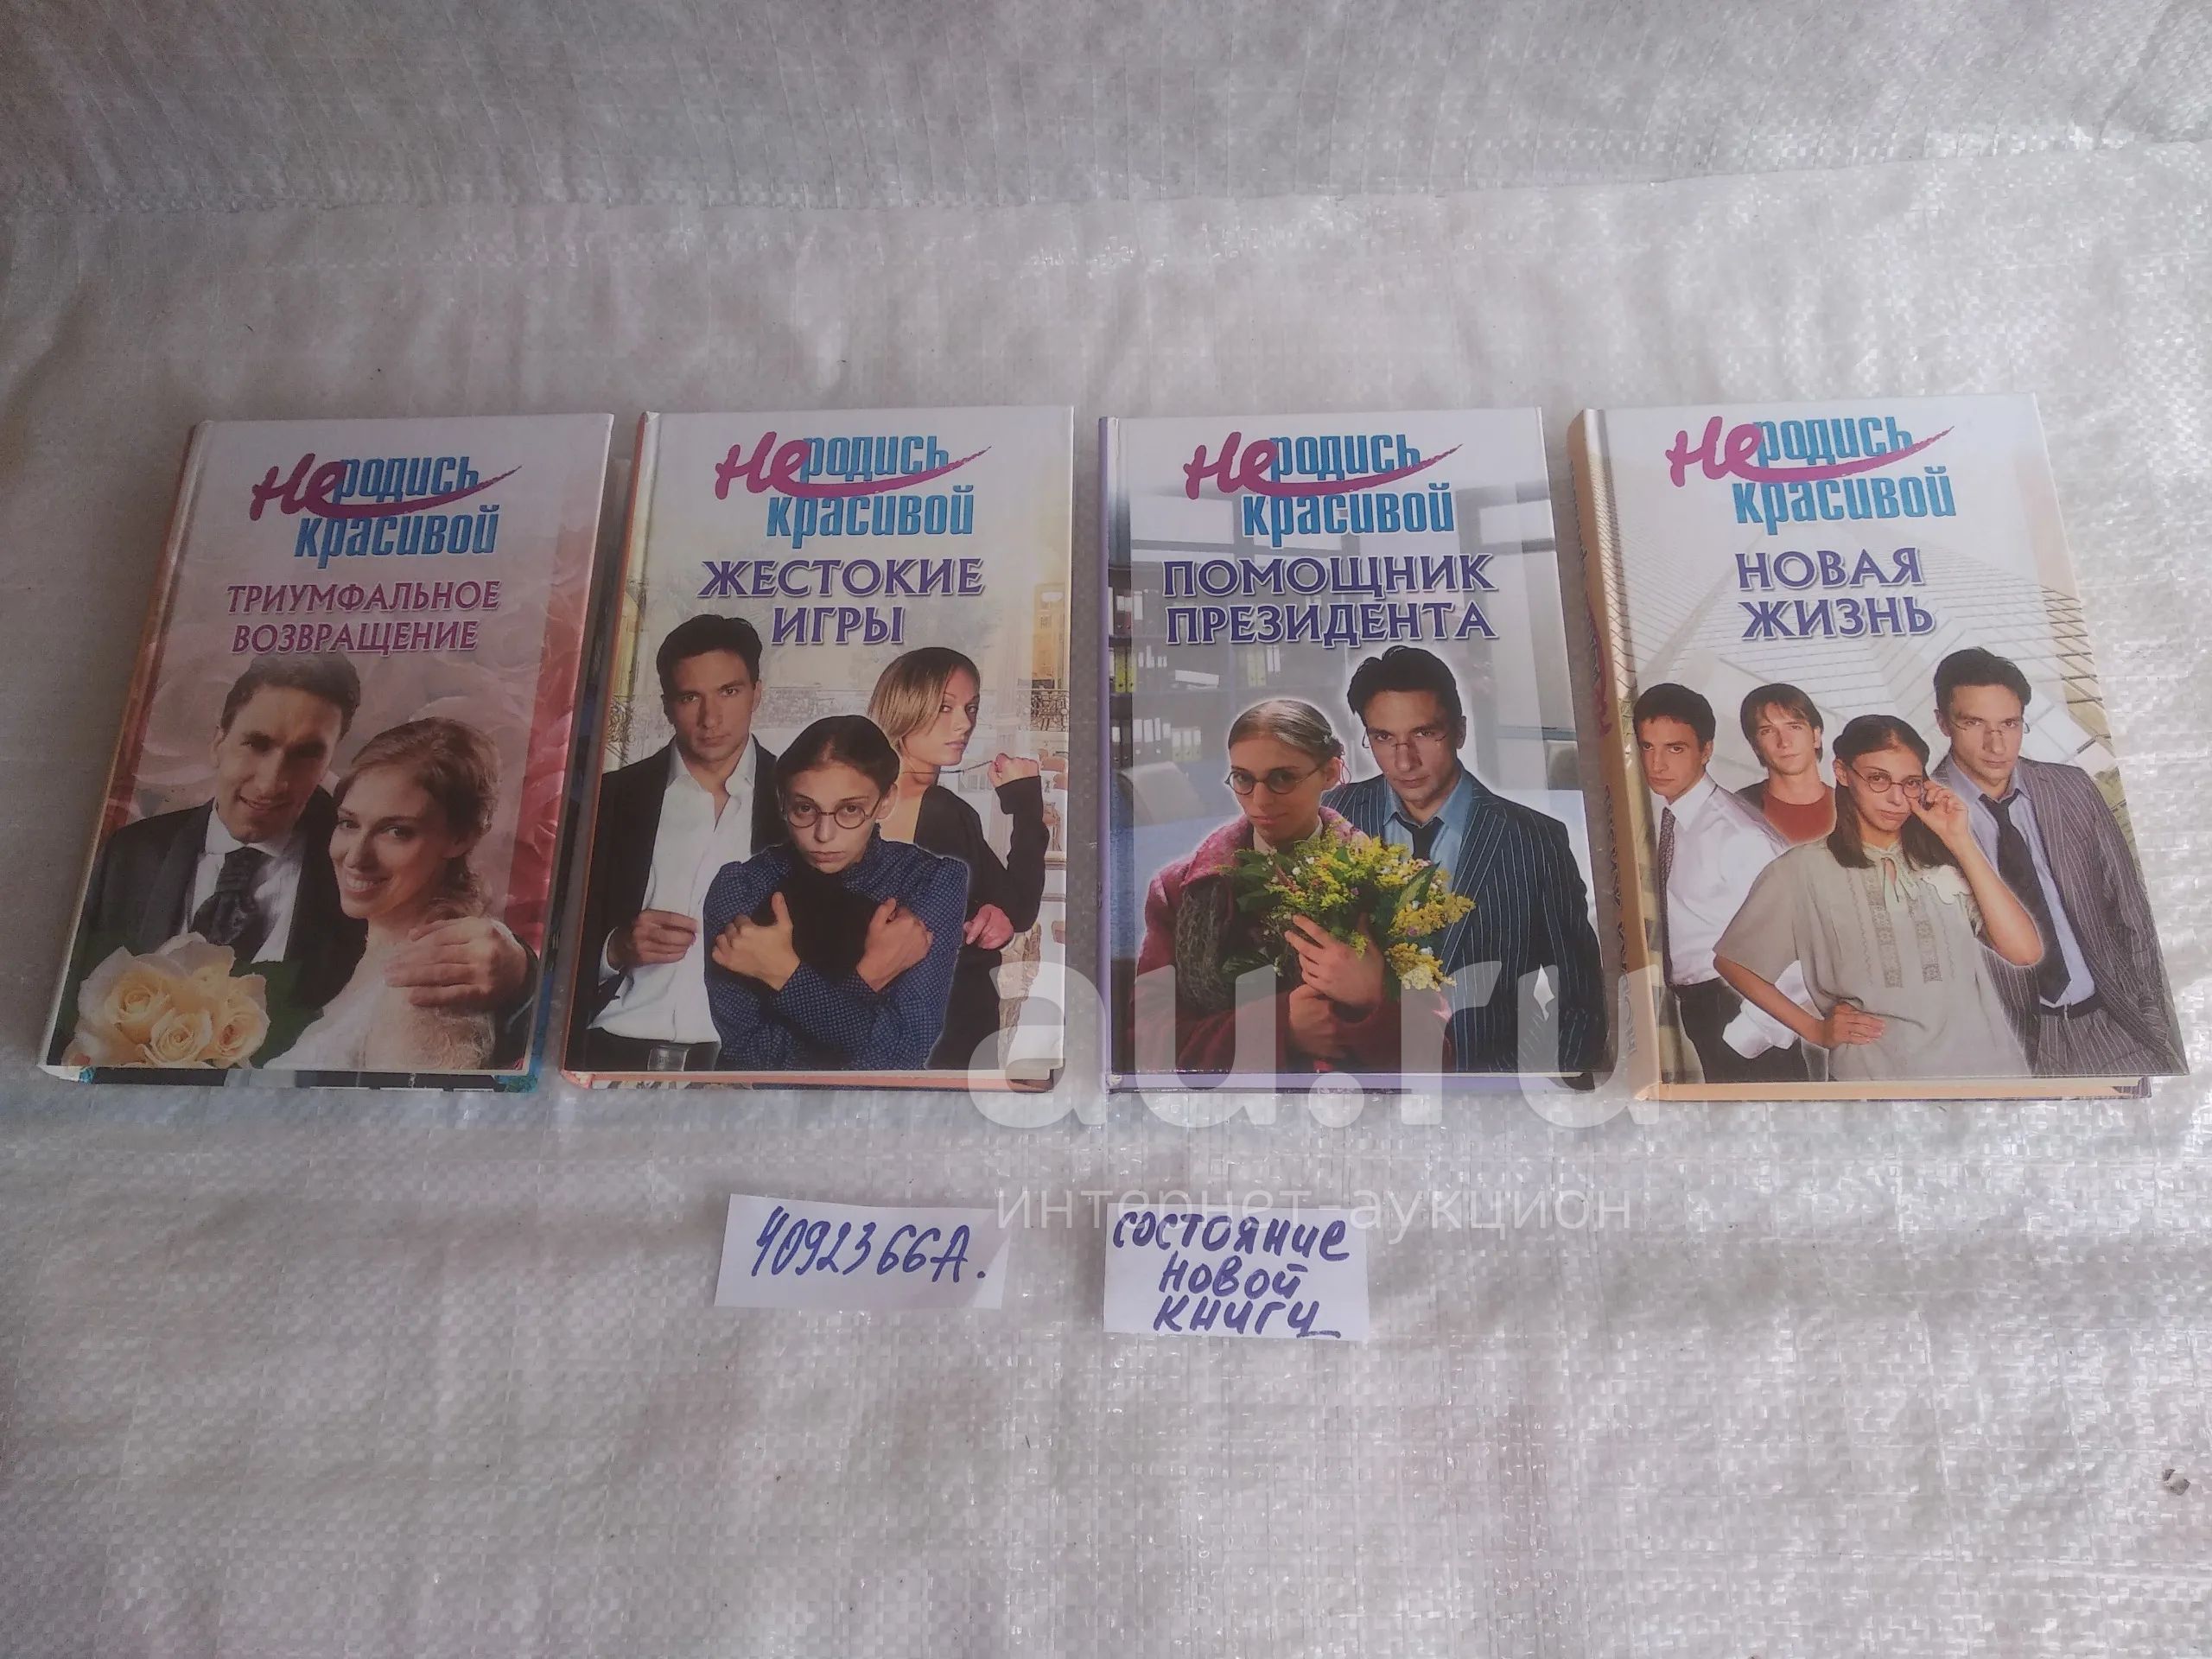 Не родись
красивой
ТРИУМФАЛЬНОЕ
ВОЗВРАЩЕНИЕ
Не родись
красивой
ЖЕСТОКИЕ
ИГРЫ
Не родись
красивой
ПОМОЩНИК
ПРЕЗИДЕНТА
Не родись
красивой
НОВАЯ
ЖИЗНЬ
au.ru
интернет-аукцион
4092366А.
состояние
новой
книги